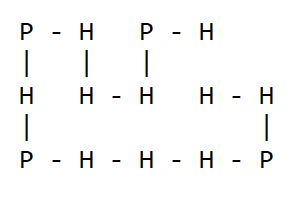 P - H   P - H
|   |   |
H   H - H   H - H
|               |
P - H - H - H - P